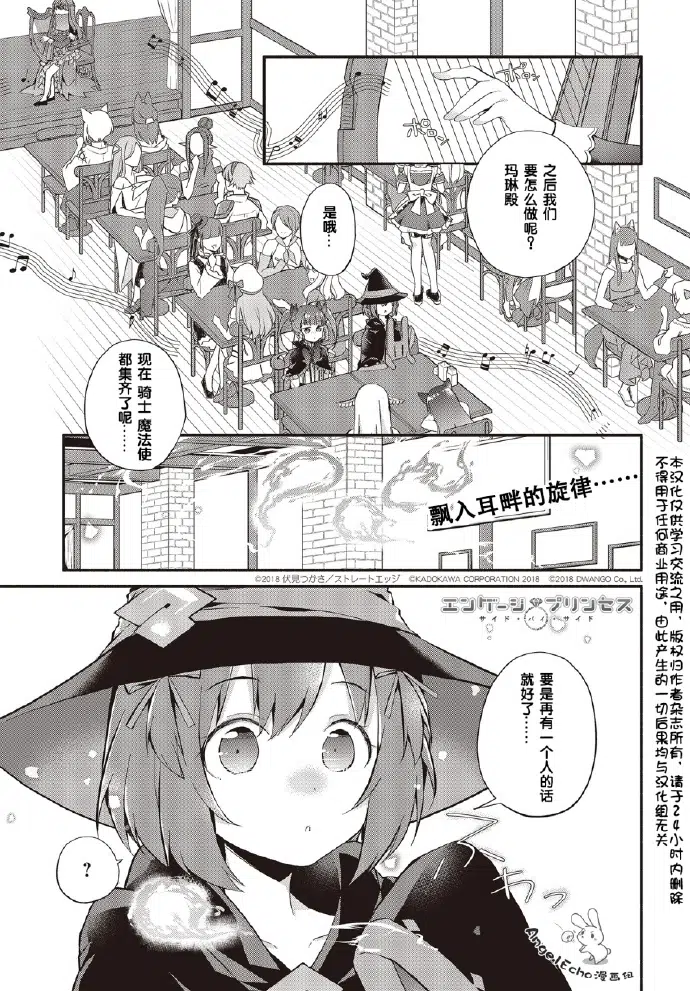 ポロン
ポロン
之后我们
要怎么做呢？
玛琳殿
是哦…
现在 骑士 魔法使
都集齐了呢……
飘入耳畔的旋律……
©2018 伏見つかさ／ストレートエッジ ©KADOKAWA CORPORATION 2018 ©2018 DWANGO Co., Ltd.
エンゲージプリンセス
サイド・バイ・サイド
要是再有一个人的话
就好了……
？
AngelEcho漫画组
本汉化仅供学习交流之用，版权归作者杂志所有，请于24小时内删除
不得用于任何商业用途，由此产生的一切后果均与汉化组无关